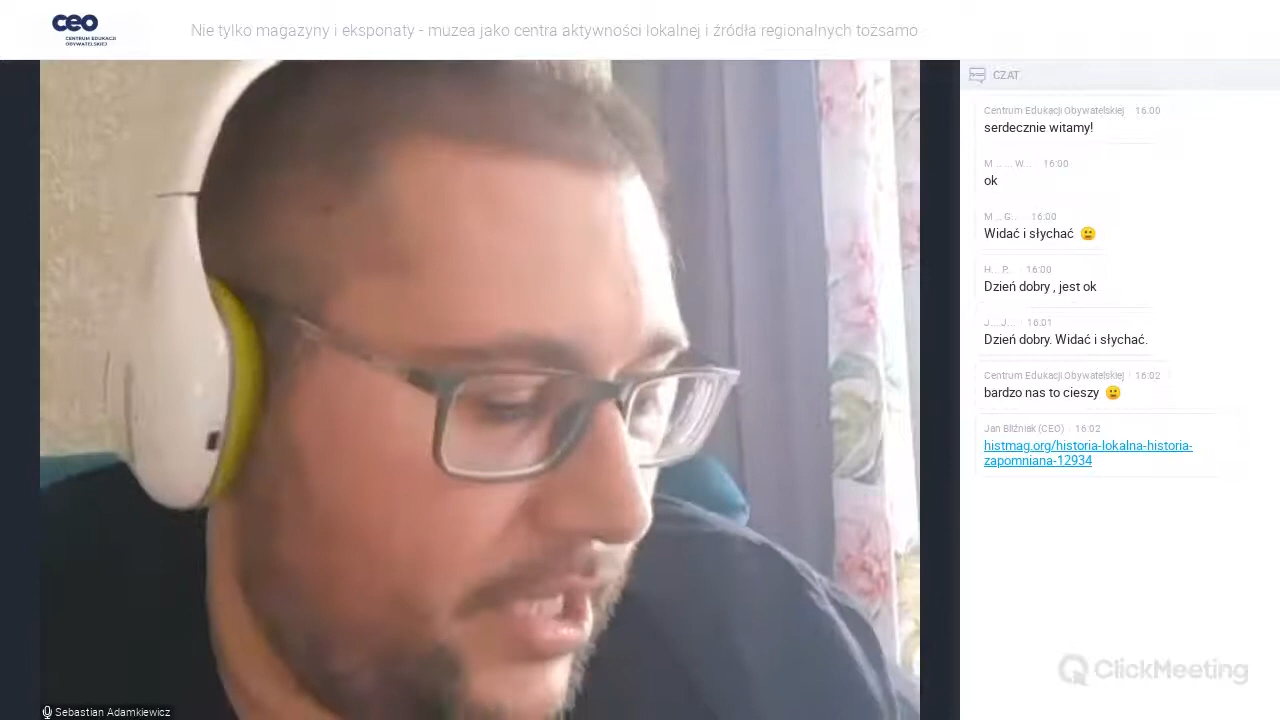 ceo
CENTRUM EDUKACJI
OBYWATELSKIEJ
Nie tylko magazyny i eksponaty - muzea jako centra aktywności lokalnej i źródła regionalnych tożsamo
CZAT
Centrum Edukacji Obywatelskiej 16:00
serdecznie witamy!
M ... ... W... 16:00
ok
M ... G... 16:00
Widać i słychać
H... P... 16:00
Dzień dobry , jest ok
J.....J... 16:01
Dzień dobry. Widać i słychać.
Centrum Edukacji Obywatelskiej · 16:02
bardzo nas to cieszy
Jan Bliźniak (CEO) · 16:02
histmag.org/historia-lokalna-historia-
zapomniana-12934
ClickMeeting
Sebastian Adamkiewicz